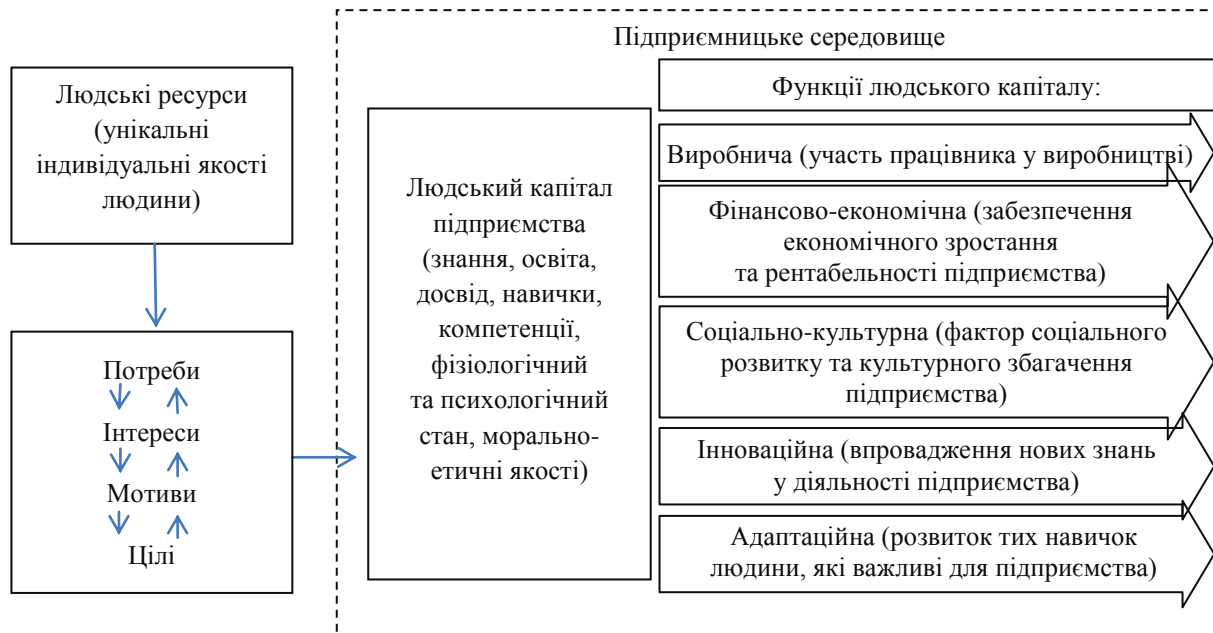 Підприємницьке середовище
Людські ресурси
(унікальні
індивідуальні якості
людини)
Потреби
Інтереси
Мотиви
Цілі
Людський капітал
підприємства
(знання, освіта,
досвід, навички,
компетенції,
фізіологічний
та психологічний
стан, морально-
етичні якості)
Функції людського капіталу:
Виробнича (участь працівника у виробництві)
Фінансово-економічна (забезпечення
економічного зростання
та рентабельності підприємства)
Соціально-культурна (фактор соціального
розвитку та культурного збагачення
підприємства)
Інноваційна (впровадження нових знань
у діяльності підприємства)
Адаптаційна (розвиток тих навичок
людини, які важливі для підприємства)